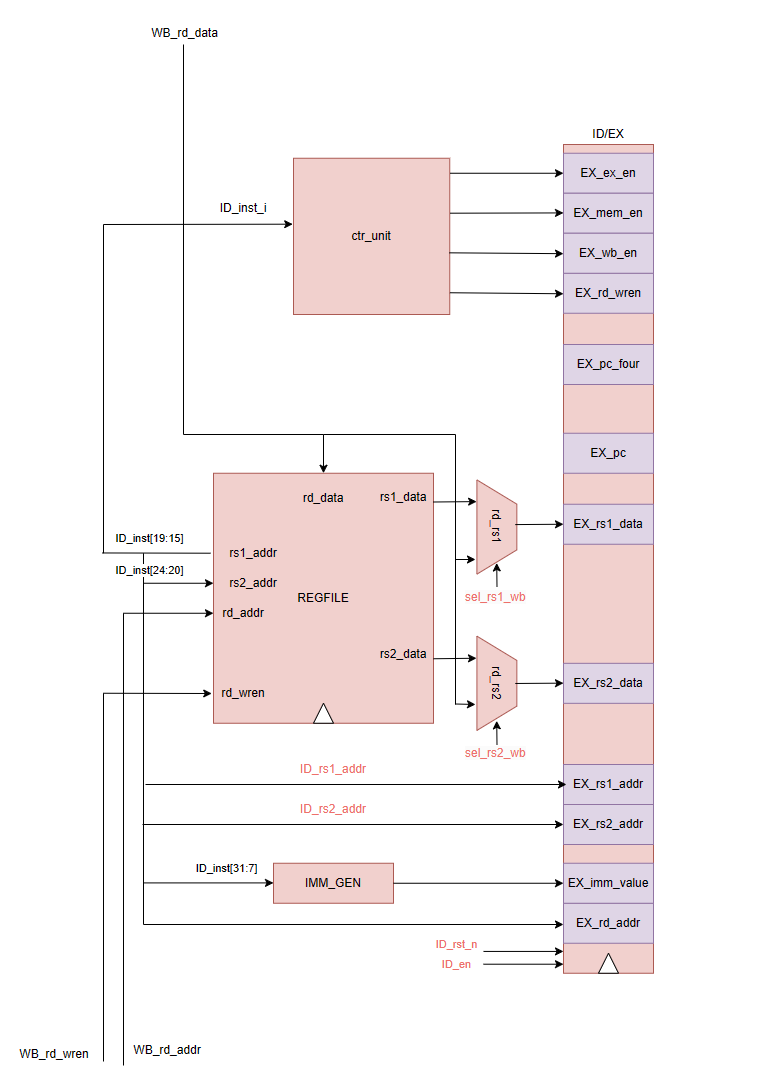 WB_rd_data
ID/EX
EX_ex_en
ID_inst_i
EX_mem_en
ctr_unit
EX_wb_en
EX_rd_wren
EX_pc_four
EX_pc
rd_data
rs1_data
rd_rs1
EX_rs1_data
ID_inst[19:15]
rs1_addr
ID_inst[24:20]
rs2_addr
REGFILE
sel_rs1_wb
rd_addr
rs2_data
rd_rs2
EX_rs2_data
rd_wren
sel_rs2_wb
ID_rs1_addr
EX_rs1_addr
ID_rs2_addr
EX_rs2_addr
ID_inst[31:7]
IMM_GEN
EX_imm_value
EX_rd_addr
ID_rst_n
ID_en
WB_rd_wren
WB_rd_addr